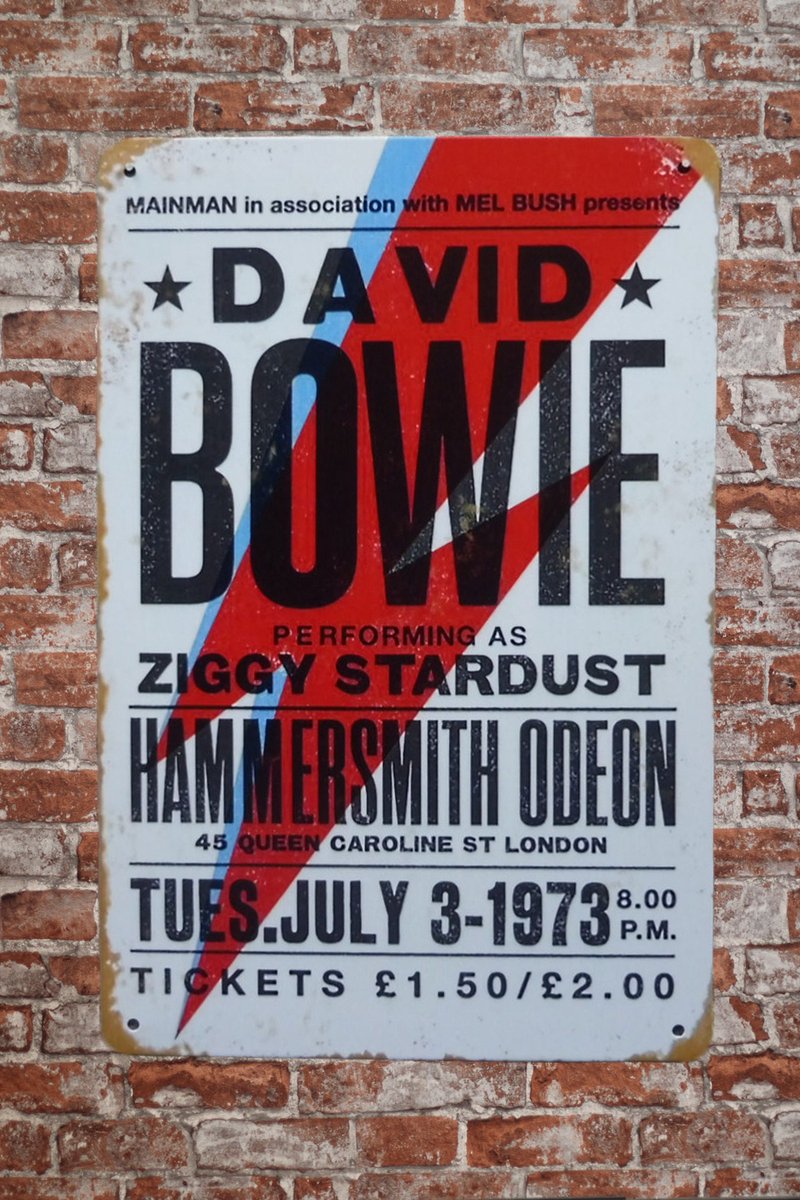 MAINMAN in association with MEL BUSH presents
★ DAVID ★
BOWIE
PERFORMING AS
ZIGGY STARDUST
HAMMERSMITH ODEON
45 QUEEN CAROLINE ST LONDON
TUES.JULY 3-1973 8.00 P.M.
TICKETS £1.50/£2.00